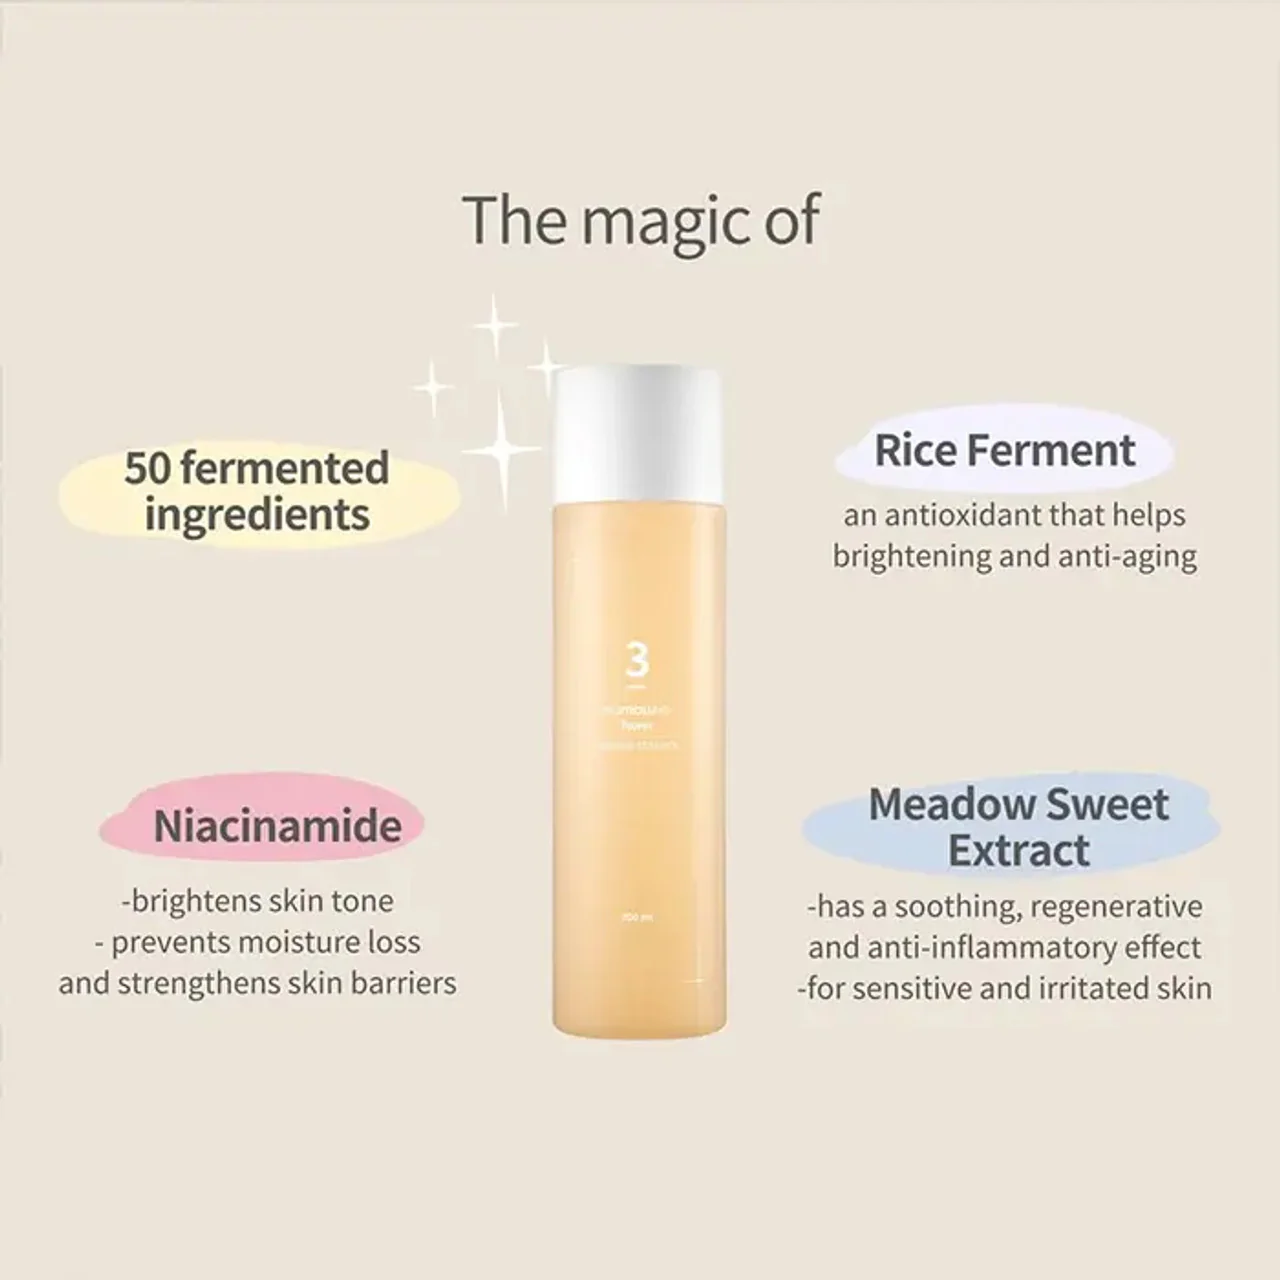 The magic of
50 fermented
ingredients
Rice Ferment
an antioxidant that helps
brightening and anti-aging
3
Niacinamide
-brightens skin tone
- prevents moisture loss
and strengthens skin barriers
Meadow Sweet
Extract
-has a soothing, regenerative
and anti-inflammatory effect
-for sensitive and irritated skin